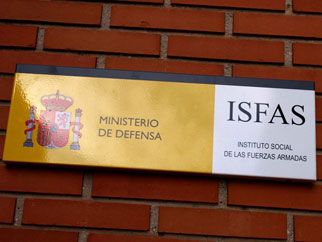 MINISTERIO
DE DEFENSA
ISFAS
INSTITUTO SOCIAL
DE LAS FUERZAS ARMADAS